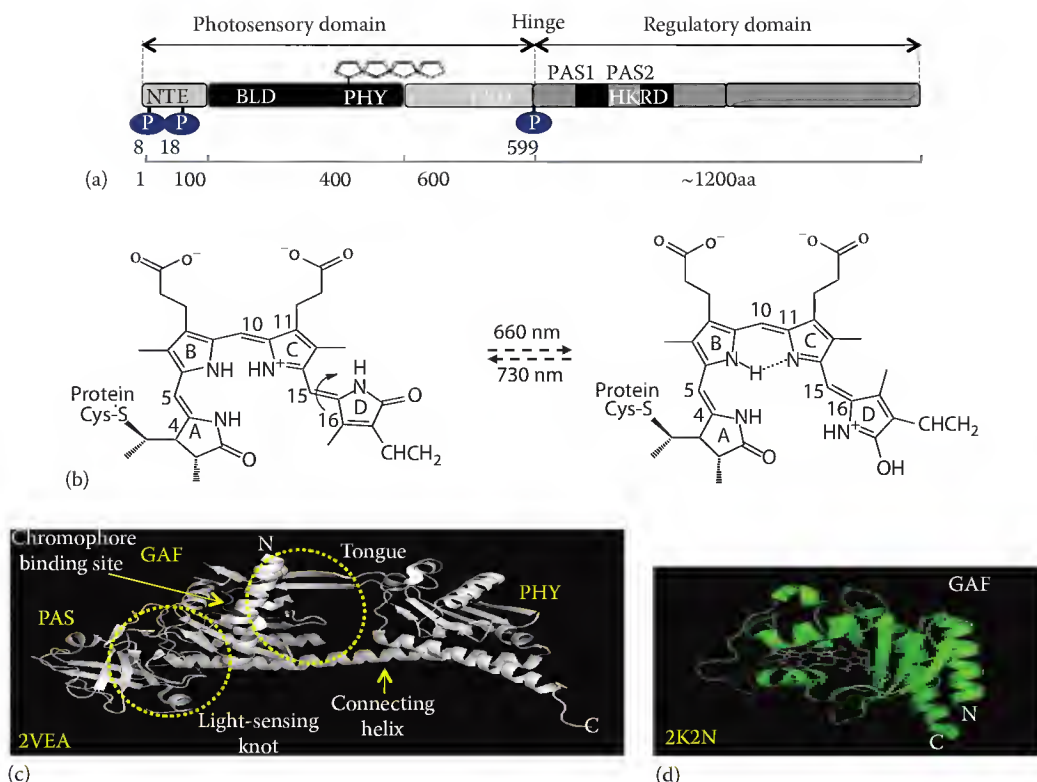 Photosensory domain Hinge Regulatory domain
PAS1 PAS2
NTE BLD PHY HKRD
P P P
8 18 599
(a) 1 100 400 600 ~1200aa
O O⁻ O O⁻ O O⁻ O O⁻
10 11 660 nm 10 11
B C 730 nm B C
NH HN⁺ H N H N
5 15 N O 5 15
Protein NH D Protein NH 16 D
Cys-S 4 16 Cys-S 4 HN⁺ CHCH₂
A CHCH₂ A OH
O O
(b)
Chromophore GAF N Tongue
binding site
PAS PHY
Light-sensing Connecting
knot helix
2VEA C
(c)
GAF
N
C
2K2N
(d)